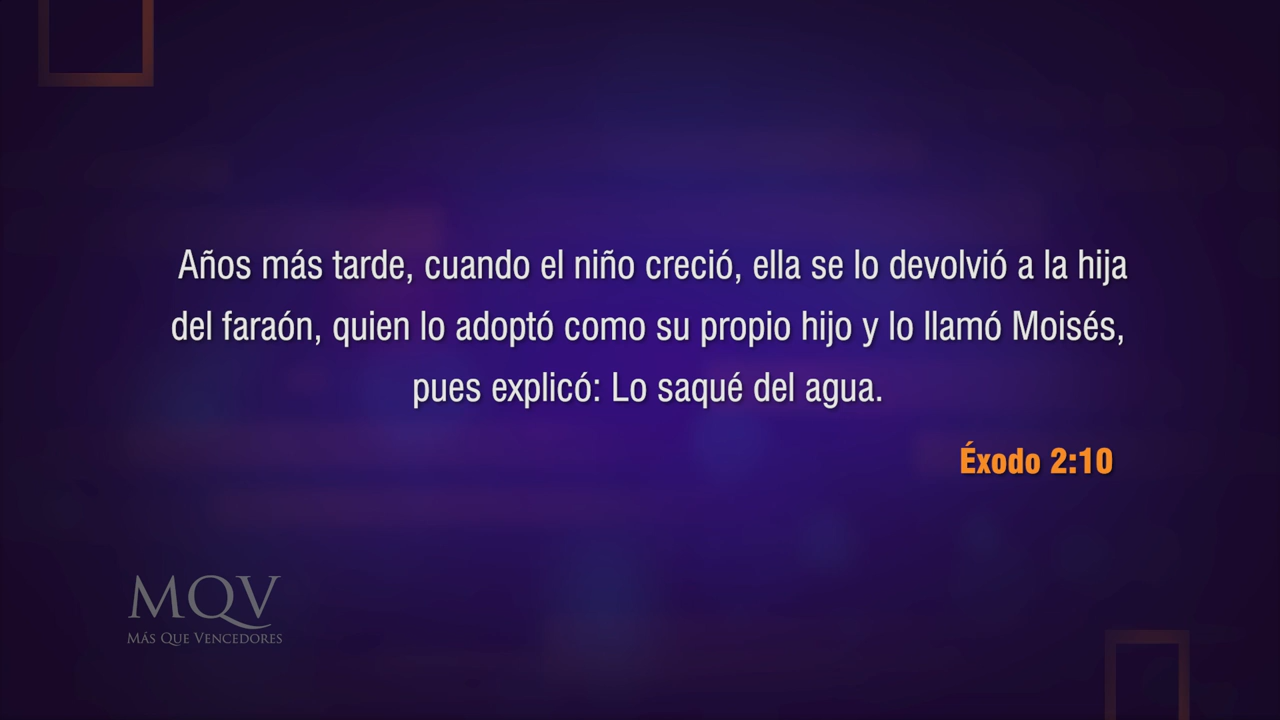 Años más tarde, cuando el niño creció, ella se lo devolvió a la hija
del faraón, quien lo adoptó como su propio hijo y lo llamó Moisés,
pues explicó: Lo saqué del agua.
Éxodo 2:10
MQV
MÁS QUE VENCEDORES